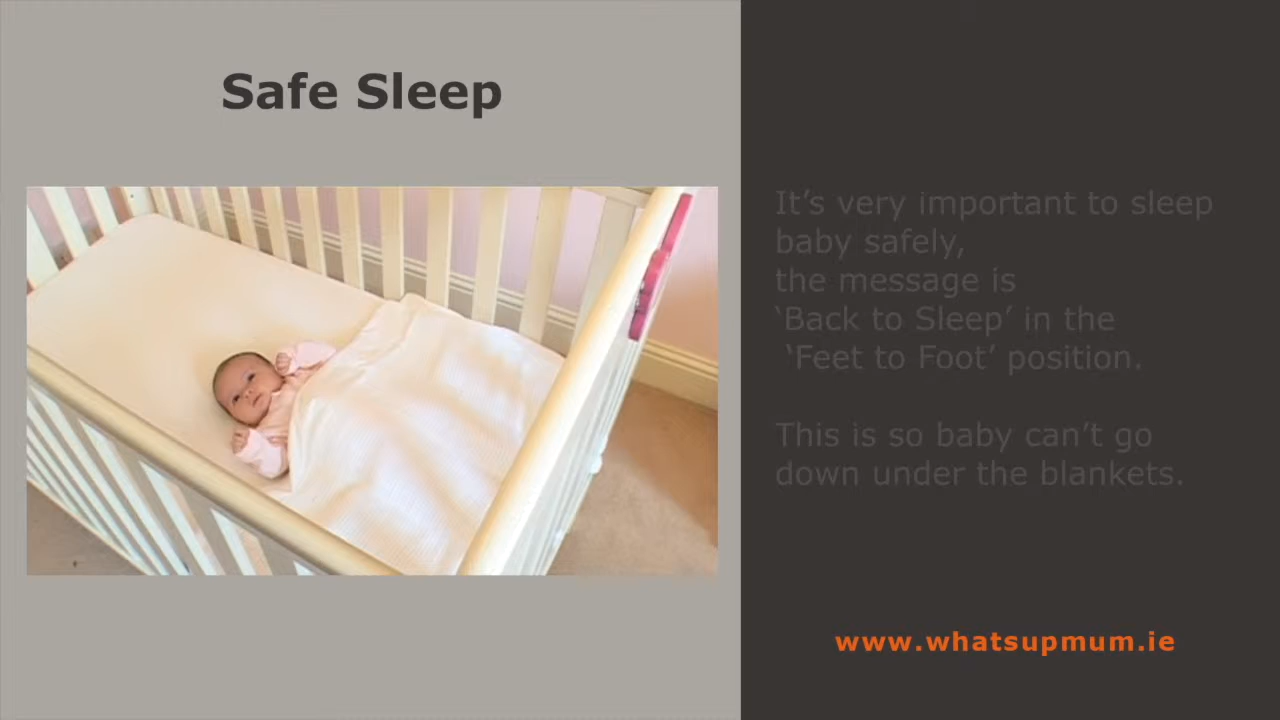 Safe Sleep
It’s very important to sleep
baby safely,
the message is
‘Back to Sleep’ in the
‘Feet to Foot’ position.
This is so baby can’t go
down under the blankets.
www.whatsupmum.ie